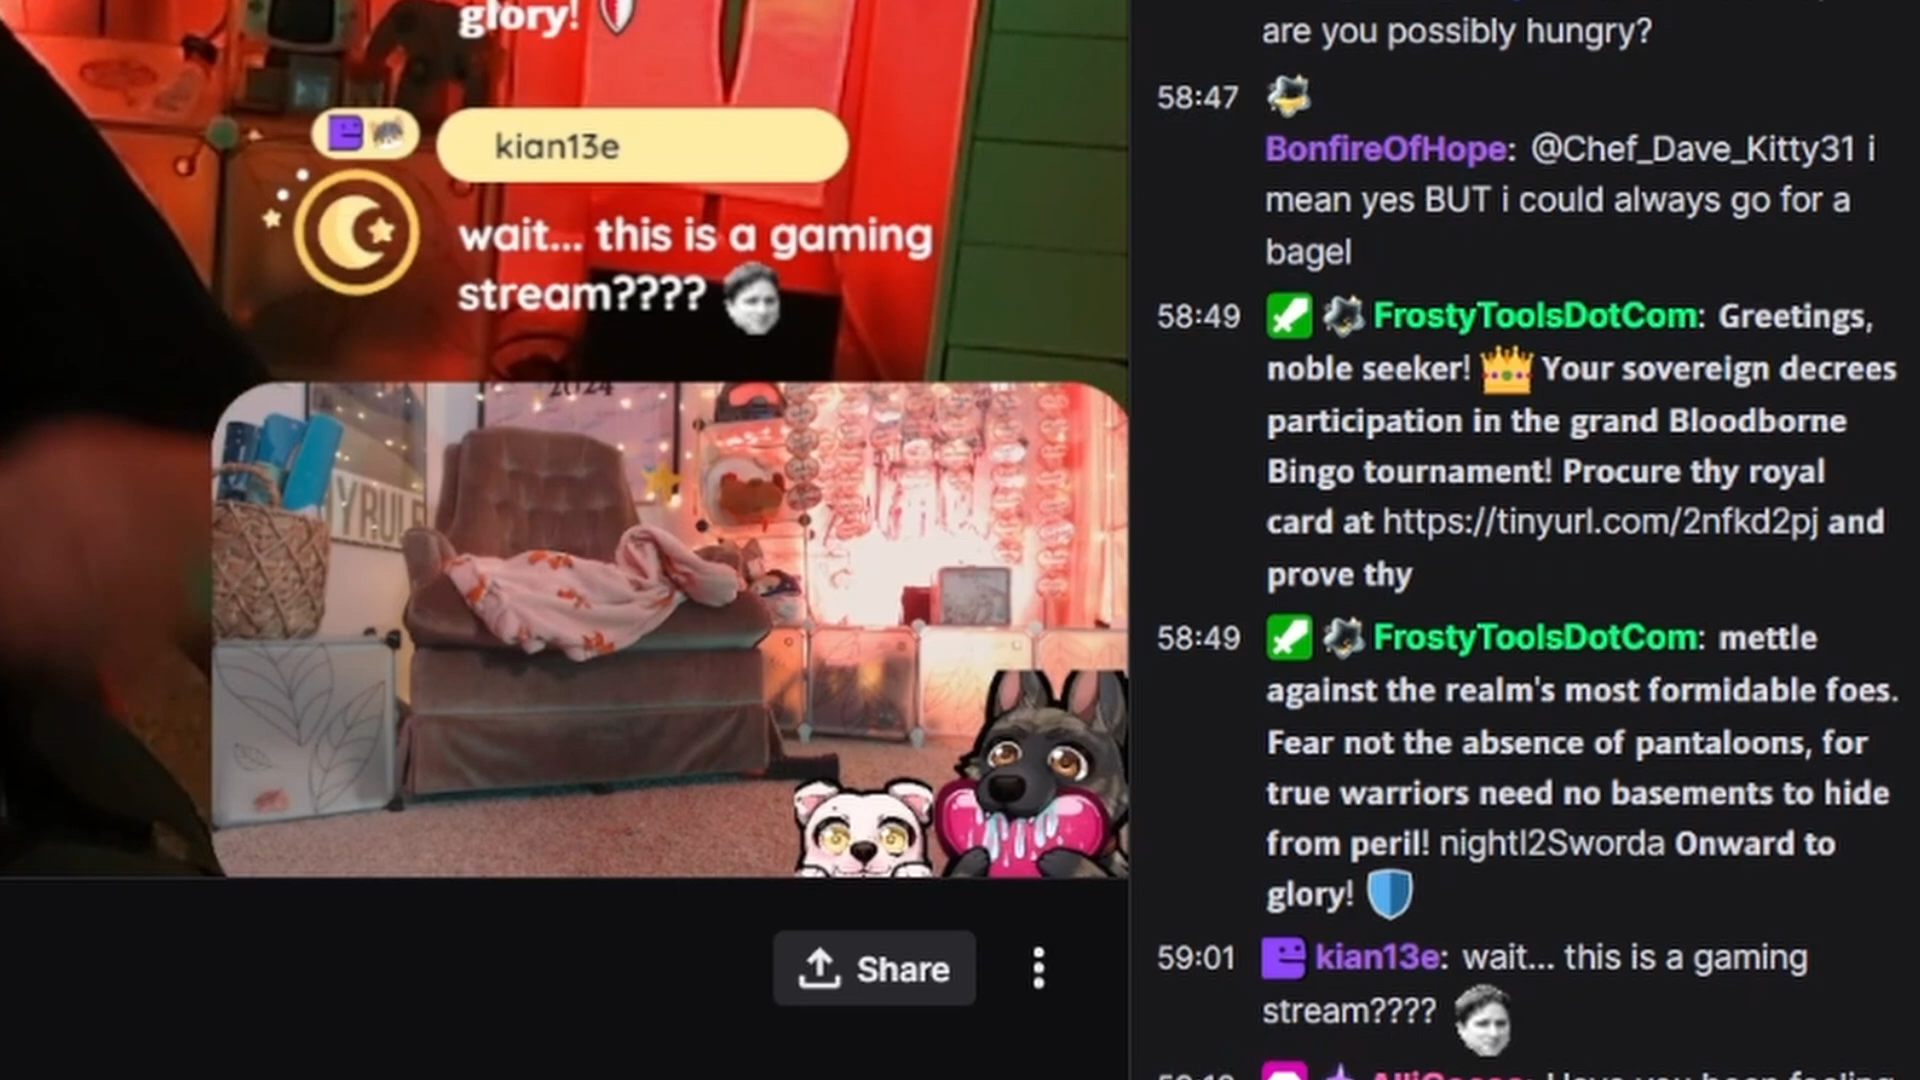 glory!
kian13e
wait... this is a gaming
stream????
2024
YRUL
are you possibly hungry?
58:47
BonfireOfHope: @Chef_Dave_Kitty31 i
mean yes BUT i could always go for a
bagel
58:49 FrostyToolsDotCom: Greetings,
noble seeker! Your sovereign decrees
participation in the grand Bloodborne
Bingo tournament! Procure thy royal
card at https://tinyurl.com/2nfkd2pj and
prove thy
58:49 FrostyToolsDotCom: mettle
against the realm's most formidable foes.
Fear not the absence of pantaloons, for
true warriors need no basements to hide
from peril! nightl2Sworda Onward to
glory!
59:01 kian13e: wait... this is a gaming
stream????
Share